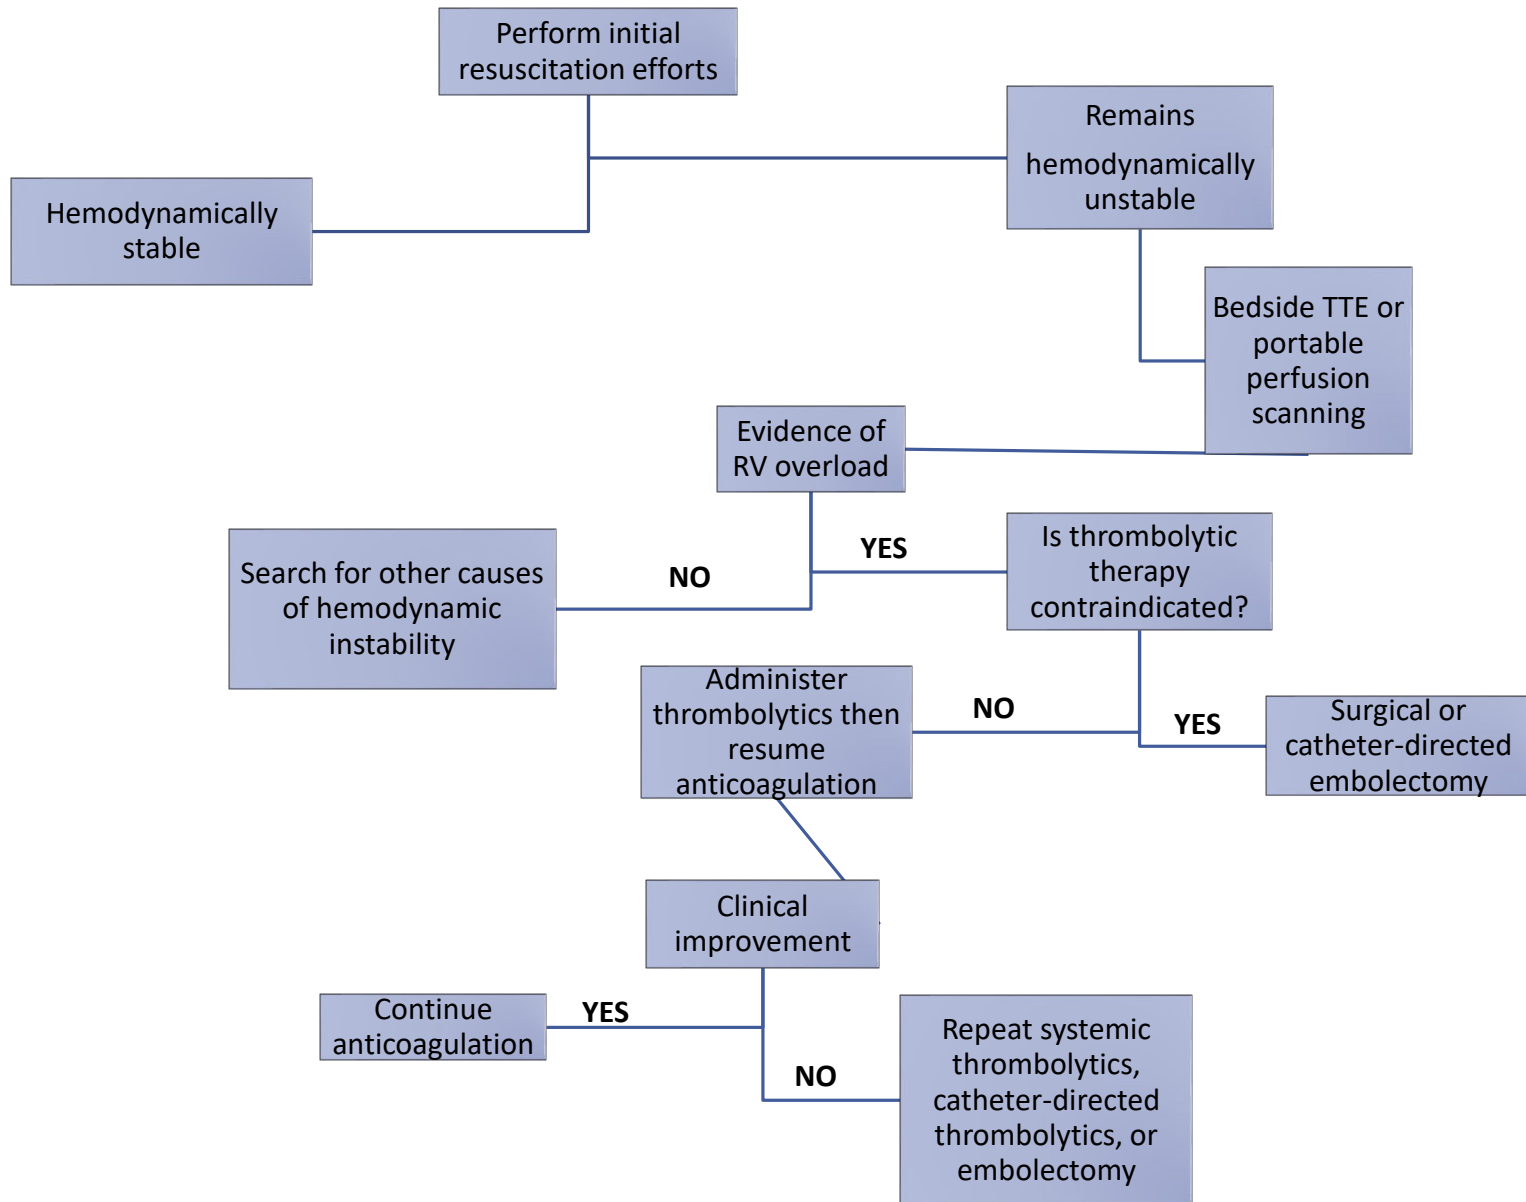 Perform initial
resuscitation efforts
Remains
hemodynamically
unstable
Hemodynamically
stable
Bedside TTE or
portable
perfusion
scanning
Evidence of
RV overload
YES
Is thrombolytic
therapy
contraindicated?
NO
Search for other causes
of hemodynamic
instability
Administer
thrombolytics then
resume
anticoagulation
NO
YES
Surgical or
catheter-directed
embolectomy
Clinical
improvement
Continue
anticoagulation
YES
NO
Repeat systemic
thrombolytics,
catheter-directed
thrombolytics, or
embolectomy